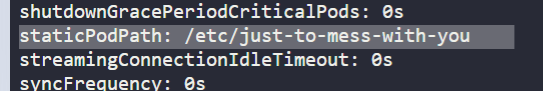 shutdownGracePeriodCriticalPods: 0s
staticPodPath: /etc/just-to-mess-with-you
streamingConnectionIdleTimeout: 0s
syncFrequency: 0s